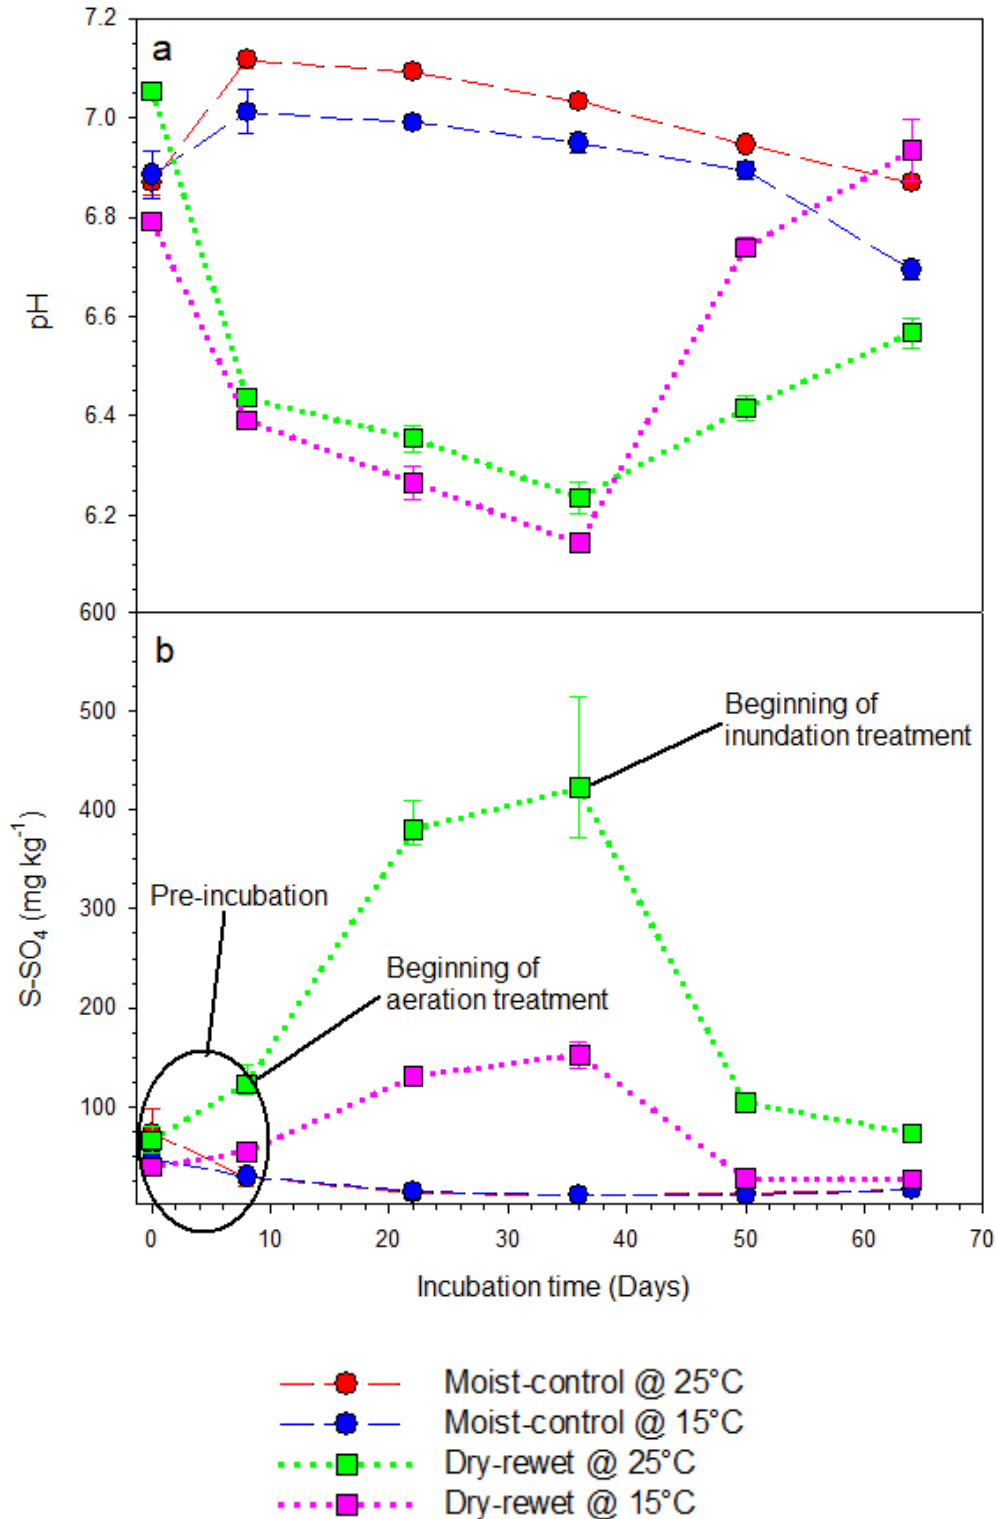 7.2
a
7.0
6.8
6.6
6.4
6.2
pH
600
b
500
400
300
200
100
S-SO4 (mg kg-1)
Beginning of
inundation treatment
Pre-incubation
Beginning of
aeration treatment
0 10 20 30 40 50 60 70
Incubation time (Days)
Moist-control @ 25°C
Moist-control @ 15°C
Dry-rewet @ 25°C
Dry-rewet @ 15°C